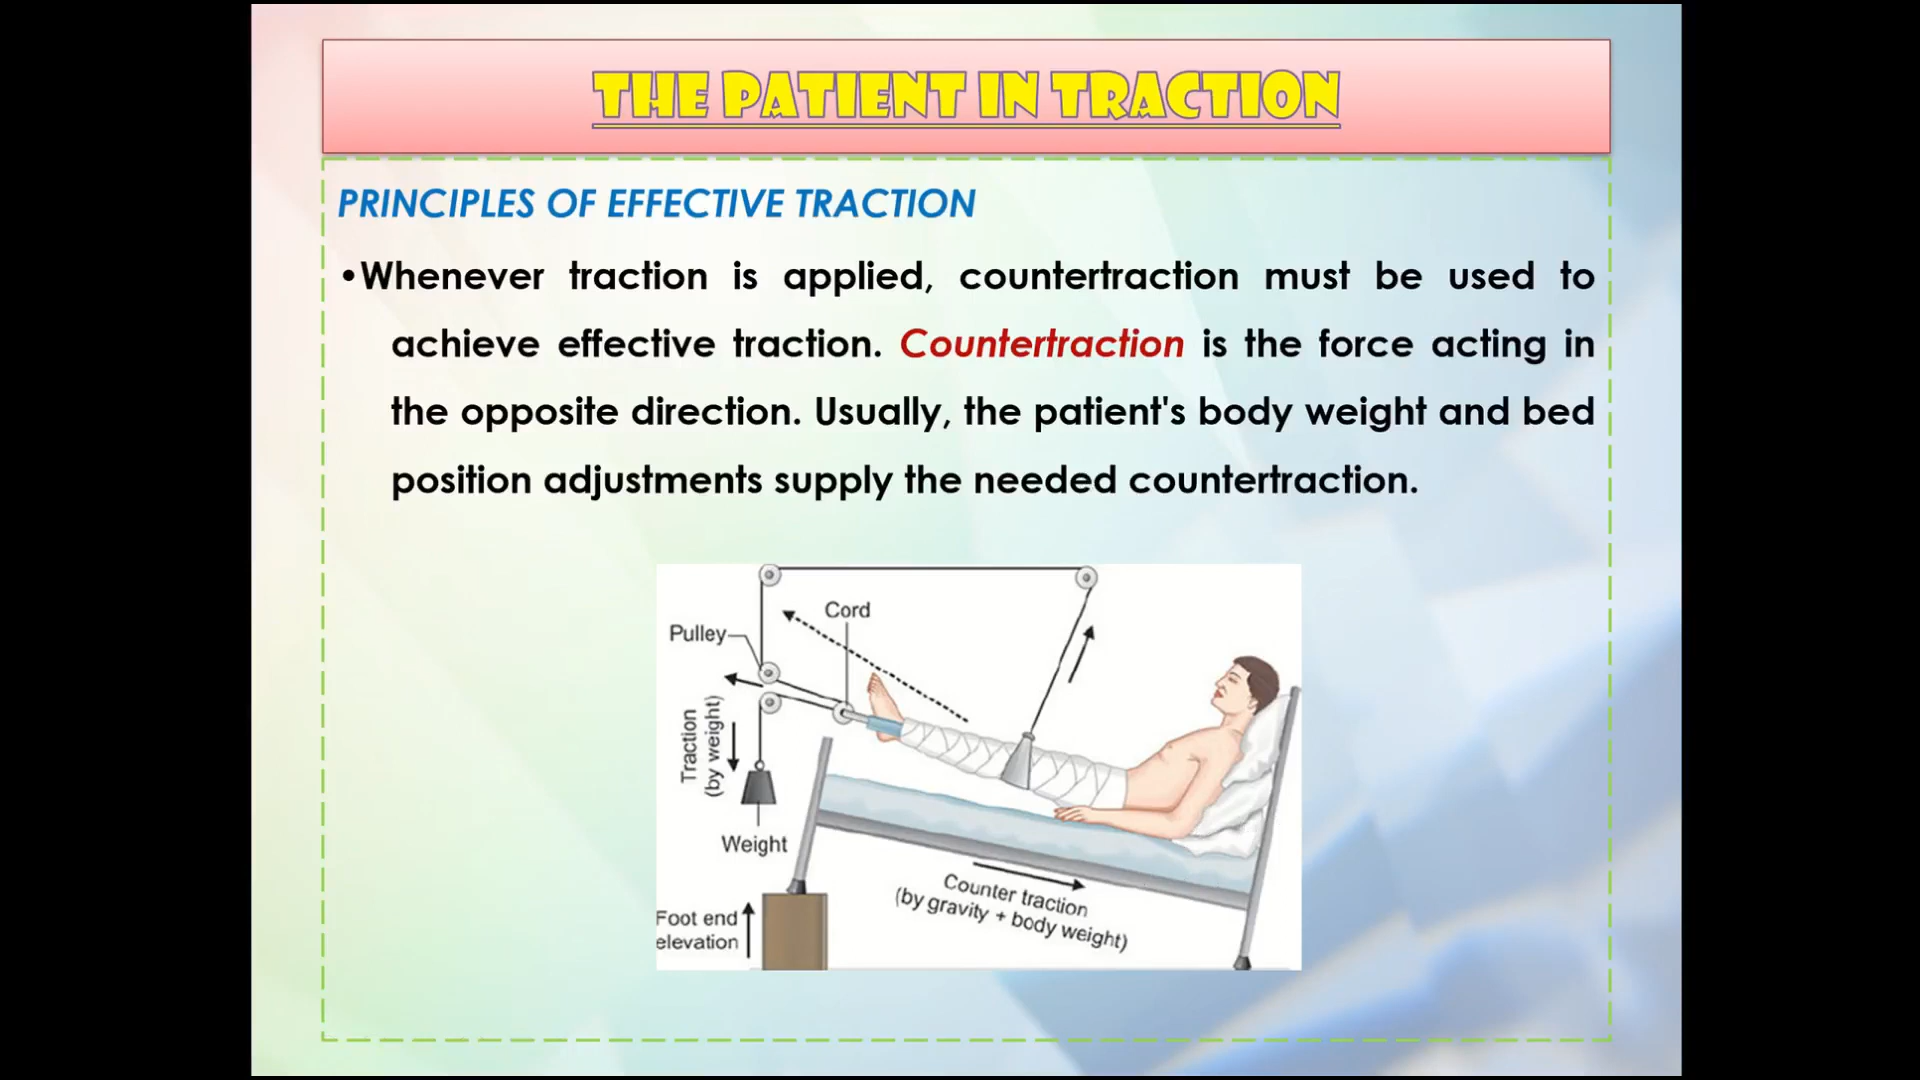 THE PATIENT IN TRACTION
PRINCIPLES OF EFFECTIVE TRACTION
•Whenever traction is applied, countertraction must be used to
achieve effective traction. Countertraction is the force acting in
the opposite direction. Usually, the patient's body weight and bed
position adjustments supply the needed countertraction.
Cord
Pulley
Traction
(by weight)
Weight
Counter traction
(by gravity + body weight)
Foot end
elevation